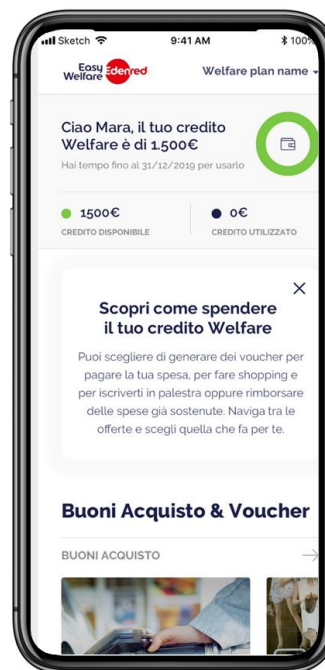 Sketch 9:41 AM 100%
Easy
Welfare Edenred Welfare plan name
Ciao Mara, il tuo credito
Welfare è di 1.500€
Hai tempo fino al 31/12/2019 per usarlo
1500€ 0€
CREDITO DISPONIBILE CREDITO UTILIZZATO
Scopri come spendere
il tuo credito Welfare
Puoi scegliere di generare dei voucher per
pagare la tua spesa, per fare shopping e
per iscriverti in palestra oppure rimborsare
delle spese già sostenute. Naviga tra le
offerte e scegli quella che fa per te.
Buoni Acquisto & Voucher
BUONI ACQUISTO